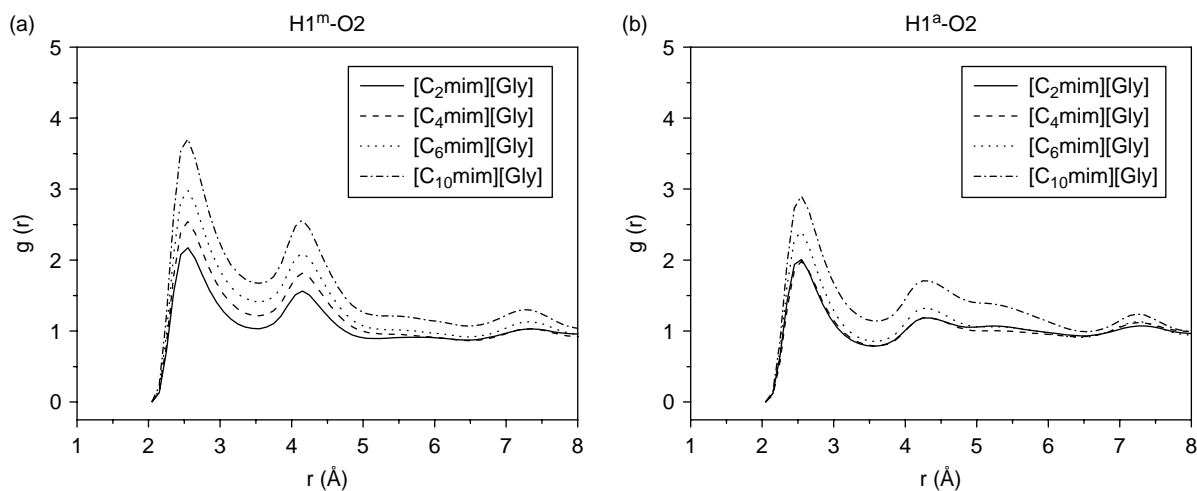 (a)
H1ᵐ-O2
5
4
3
2
1
0
g (r)
[C₂mim][Gly]
[C₄mim][Gly]
[C₆mim][Gly]
[C₁₀mim][Gly]
1 2 3 4 5 6 7 8
r (Å)
(b)
H1ᵃ-O2
5
4
3
2
1
0
g (r)
[C₂mim][Gly]
[C₄mim][Gly]
[C₆mim][Gly]
[C₁₀mim][Gly]
1 2 3 4 5 6 7 8
r (Å)